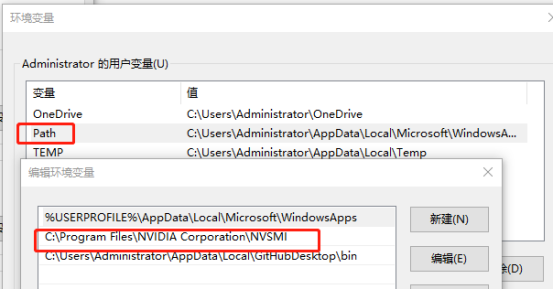 环境变量
Administrator 的用户变量(U)
变量 值
OneDrive C:\Users\Administrator\OneDrive
Path C:\Users\Administrator\AppData\Local\Microsoft\WindowsA...
TEMP C:\Users\Administrator\AppData\Local\Temp
编辑环境变量
%USERPROFILE%\AppData\Local\Microsoft\WindowsApps
新建(N)
C:\Program Files\NVIDIA Corporation\NVSMI
C:\Users\Administrator\AppData\Local\GitHubDesktop\bin
编辑(E)
除(D)